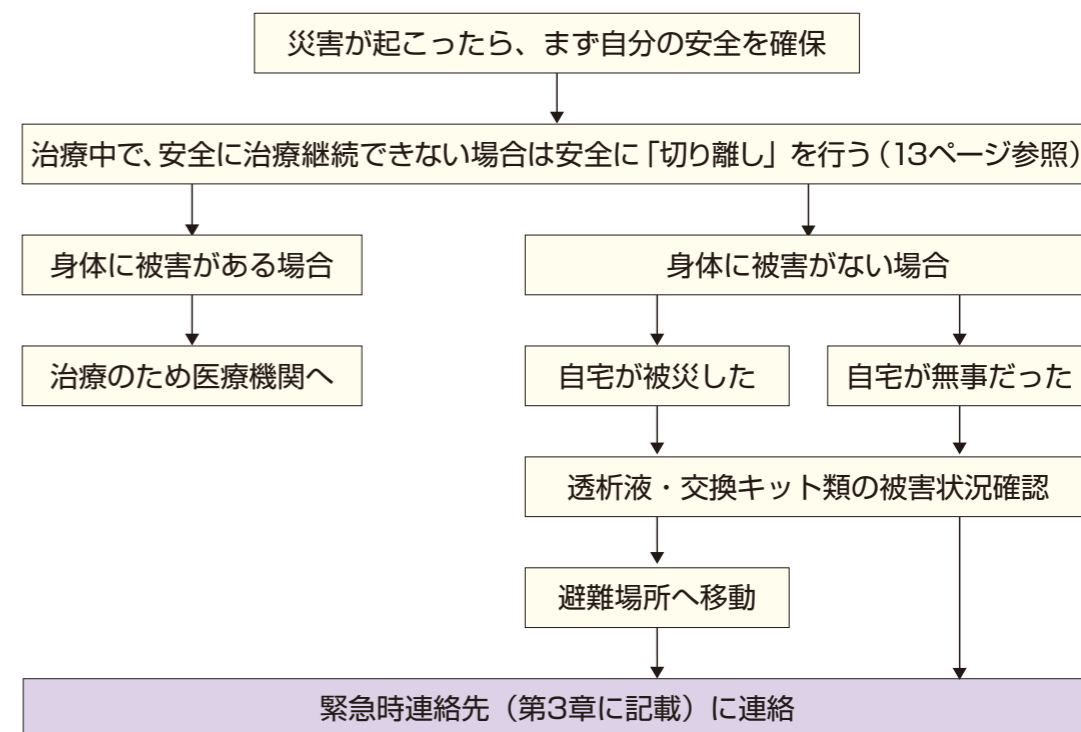 災害が起こったら、まず自分の安全を確保
治療中で、安全に治療継続できない場合は安全に「切り離し」を行う（13ページ参照）
身体に被害がある場合
身体に被害がない場合
治療のため医療機関へ
自宅が被災した
自宅が無事だった
透析液・交換キット類の被害状況確認
避難場所へ移動
緊急時連絡先（第3章に記載）に連絡